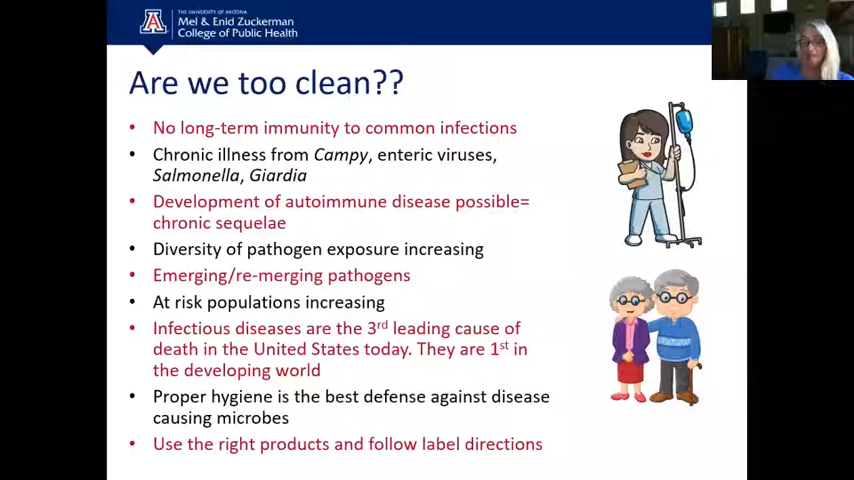 THE UNIVERSITY OF ARIZONA
Mel & Enid Zuckerman
College of Public Health
Are we too clean??
• No long-term immunity to common infections
• Chronic illness from Campy, enteric viruses,
Salmonella, Giardia
• Development of autoimmune disease possible=
chronic sequelae
• Diversity of pathogen exposure increasing
• Emerging/re-merging pathogens
• At risk populations increasing
• Infectious diseases are the 3rd leading cause of
death in the United States today. They are 1st in
the developing world
• Proper hygiene is the best defense against disease
causing microbes
• Use the right products and follow label directions